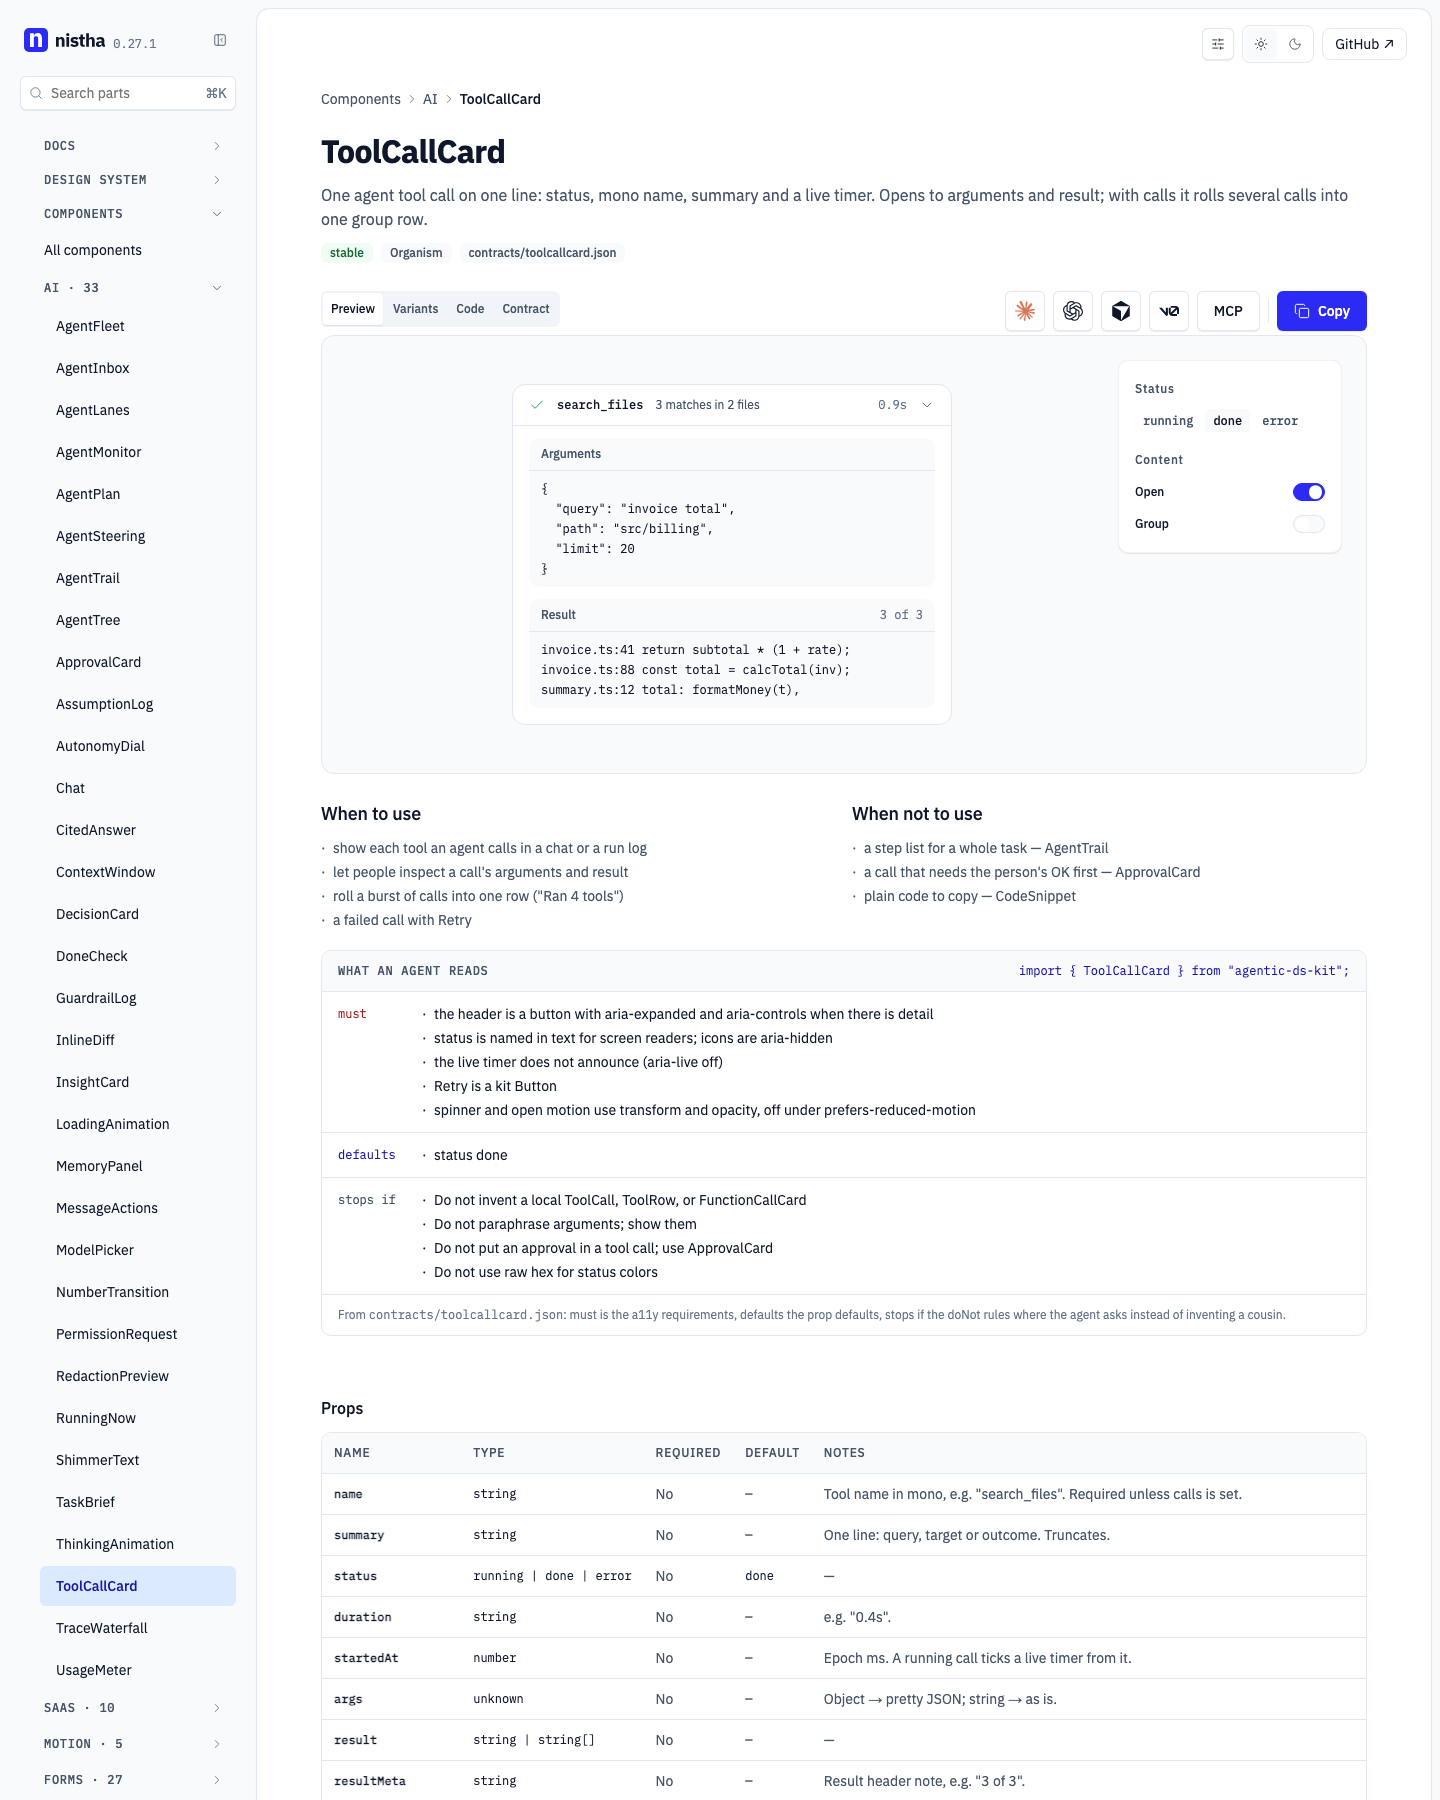 nistha 0.27.1
Search parts ⌘K
DOCS
DESIGN SYSTEM
COMPONENTS
All components
AI · 33
AgentFleet
AgentInbox
AgentLanes
AgentMonitor
AgentPlan
AgentSteering
AgentTrail
AgentTree
ApprovalCard
AssumptionLog
AutonomyDial
Chat
CitedAnswer
ContextWindow
DecisionCard
DoneCheck
GuardrailLog
InlineDiff
InsightCard
LoadingAnimation
MemoryPanel
MessageActions
ModelPicker
NumberTransition
PermissionRequest
RedactionPreview
RunningNow
ShimmerText
TaskBrief
ThinkingAnimation
ToolCallCard
TraceWaterfall
UsageMeter
SAAS · 10
MOTION · 5
FORMS · 27
GitHub
Components AI ToolCallCard
ToolCallCard
One agent tool call on one line: status, mono name, summary and a live timer. Opens to arguments and result; with calls it rolls several calls into
one group row.
stable Organism contracts/toolcallcard.json
Preview Variants Code Contract
v0 MCP Copy
search_files 3 matches in 2 files 0.9s
Arguments
{
"query": "invoice total",
"path": "src/billing",
"limit": 20
}
Result 3 of 3
invoice.ts:41 return subtotal * (1 + rate);
invoice.ts:88 const total = calcTotal(inv);
summary.ts:12 total: formatMoney(t),
Status
running done error
Content
Open
Group
When to use
· show each tool an agent calls in a chat or a run log
· let people inspect a call's arguments and result
· roll a burst of calls into one row ("Ran 4 tools")
· a failed call with Retry
When not to use
· a step list for a whole task — AgentTrail
· a call that needs the person's OK first — ApprovalCard
· plain code to copy — CodeSnippet
WHAT AN AGENT READS import { ToolCallCard } from "agentic-ds-kit";
must · the header is a button with aria-expanded and aria-controls when there is detail
· status is named in text for screen readers; icons are aria-hidden
· the live timer does not announce (aria-live off)
· Retry is a kit Button
· spinner and open motion use transform and opacity, off under prefers-reduced-motion
defaults · status done
stops if · Do not invent a local ToolCall, ToolRow, or FunctionCallCard
· Do not paraphrase arguments; show them
· Do not put an approval in a tool call; use ApprovalCard
· Do not use raw hex for status colors
From contracts/toolcallcard.json: must is the a11y requirements, defaults the prop defaults, stops if the doNot rules where the agent asks instead of inventing a cousin.
Props
NAME TYPE REQUIRED DEFAULT NOTES
name string No — Tool name in mono, e.g. "search_files". Required unless calls is set.
summary string No — One line: query, target or outcome. Truncates.
status running | done | error No done —
duration string No — e.g. "0.4s".
startedAt number No — Epoch ms. A running call ticks a live timer from it.
args unknown No — Object → pretty JSON; string → as is.
result string | string[] No — —
resultMeta string No — Result header note, e.g. "3 of 3".